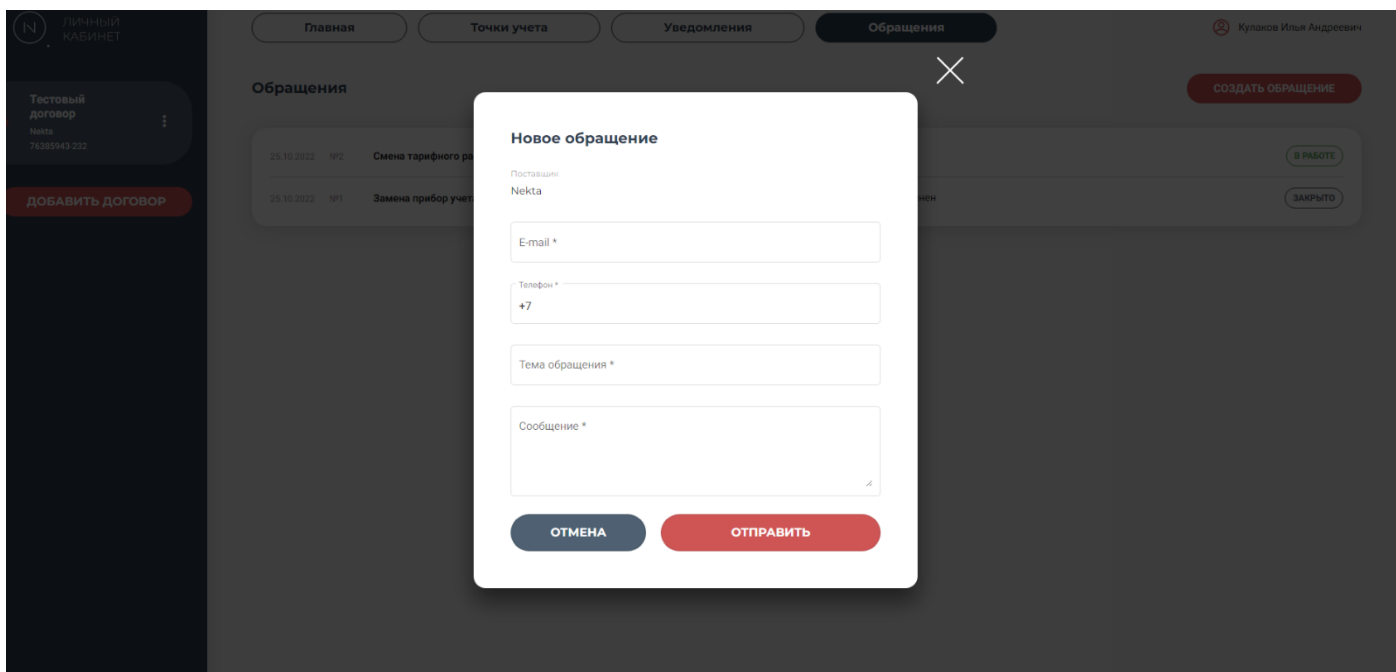 N
ЛИЧНЫЙ
КАБИНЕТ
Главная
Точки учета
Уведомления
Обращения
Кулаков Илья Андреевич
Тестовый
договор
Nekta
76385943-232
ДОБАВИТЬ ДОГОВОР
Обращения
СОЗДАТЬ ОБРАЩЕНИЕ
25.10.2022 №2 Смена тарифного ра
В РАБОТЕ
25.10.2022 №1 Замена прибор учет
нен
ЗАКРЫТО
Новое обращение
Поставщик
Nekta
E-mail *
Телефон *
+7
Тема обращения *
Сообщение *
ОТМЕНА
ОТПРАВИТЬ